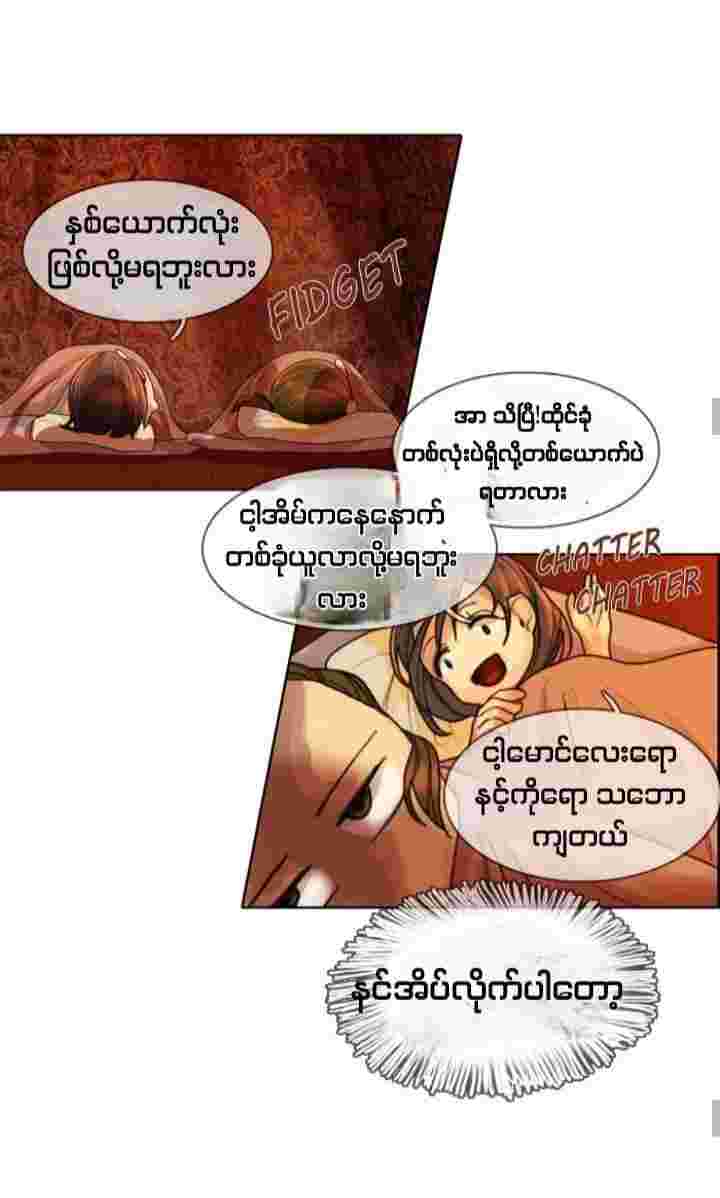 နှစ်ယောက်လုံး
ဖြစ်လို့မရဘူးလား
FIDGET
အာ သိပြီ!ထိုင်ခုံ
တစ်လုံးပဲရှိလို့တစ်ယောက်ပဲ
ရတာလား
ငါ့အိမ်ကနေနောက်
တစ်ခုံယူလာလို့မရဘူး
လား
CHATTER
CHATTER
ငါ့မောင်လေးရော
နင့်ကိုရော သဘော
ကျတယ်
နင်အိပ်လိုက်ပါတော့